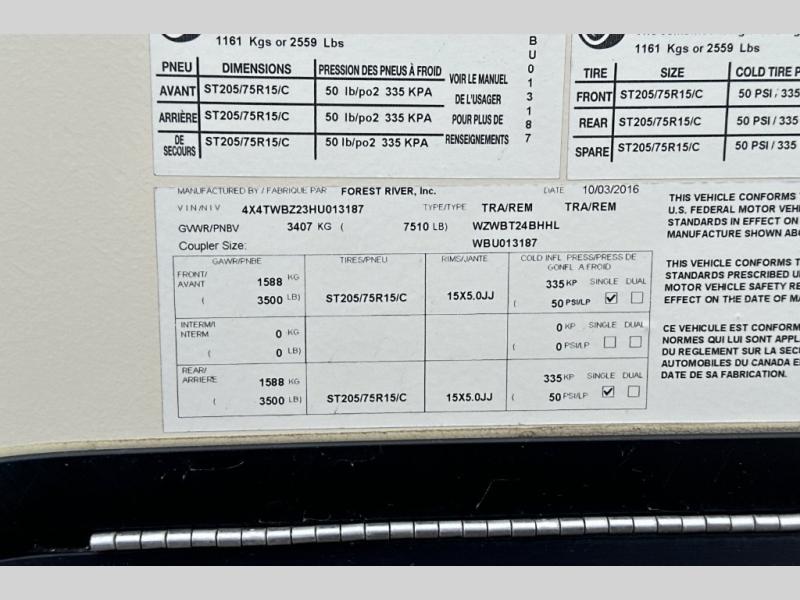 1161 Kgs or 2559 Lbs
PNEU DIMENSIONS PRESSION DES PNEUS À FROID
AVANT ST205/75R15/C 50 lb/po2 335 KPA
ARRIÈRE ST205/75R15/C 50 lb/po2 335 KPA
DE SECOURS ST205/75R15/C 50 lb/po2 335 KPA
VOIR LE MANUEL
DE L'USAGER
POUR PLUS DE
RENSEIGNEMENTS
BU013187
1161 Kgs or 2559 Lbs
TIRE SIZE COLD TIRE P
FRONT ST205/75R15/C 50 PSI / 335
REAR ST205/75R15/C 50 PSI / 335
SPARE ST205/75R15/C 50 PSI / 335
MANUFACTURED BY / FABRIQUE PAR FOREST RIVER, Inc. DATE 10/03/2016
VIN/NIV 4X4TWBZ23HU013187 TYPE/TYPE TRA/REM TRA/REM
GVWR/PNBV 3407 KG ( 7510 LB) WZWBT24BHHL
Coupler Size: WBU013187
GAWR/PNBE TIRES/PNEU RIMS/JANTE COLD INFL PRESS/PRESS DE
GONFL A FROID
FRONT/
AVANT 1588 KG 335 KP SINGLE DUAL
( 3500 LB) ST205/75R15/C 15X5.0JJ ( 50 PSI/LP
INTERM/I
NTERM 0 KG 0 KP SINGLE DUAL
( 0 LB) ( 0 PSI/LP
REAR/
ARRIERE 1588 KG 335 KP SINGLE DUAL
( 3500 LB) ST205/75R15/C 15X5.0JJ ( 50 PSI/LP
THIS VEHICLE CONFORMS
U.S. FEDERAL MOTOR VEH
STANDARDS IN EFFECT ON
MANUFACTURE SHOWN ABO
THIS VEHICLE CONFORMS T
STANDARDS PRESCRIBED U
MOTOR VEHICLE SAFETY RE
EFFECT ON THE DATE OF MA
CE VEHICULE EST CONFORM
NORMES QUI LUI SONT APPL
DU REGLEMENT SUR LA SECU
AUTOMOBILES DU CANADA E
DATE DE SA FABRICATION.